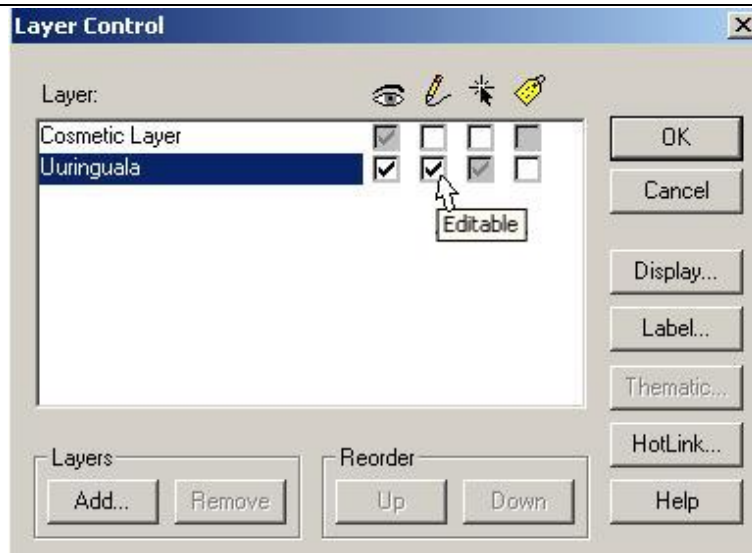 Layer Control
Layer:
Cosmetic Layer
Uuringuala
Editable
OK
Cancel
Display...
Label...
Thematic...
HotLink...
Help
Layers
Add...
Remove
Reorder
Up
Down